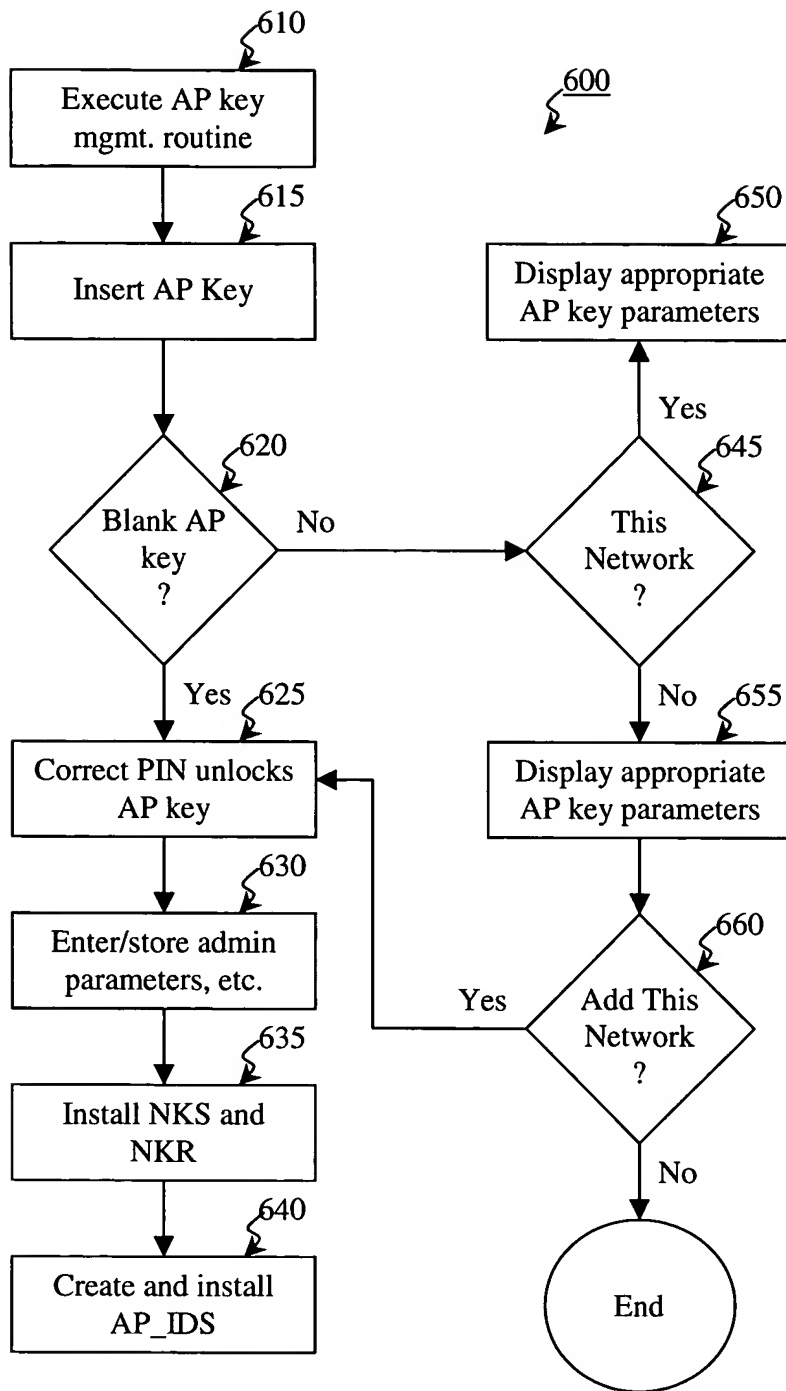 610
Execute AP key
mgmt. routine
600
615
Insert AP Key
650
Display appropriate
AP key parameters
Yes
620
Blank AP
key
?
No
645
This
Network
?
Yes
625
Correct PIN unlocks
AP key
No
655
Display appropriate
AP key parameters
630
Enter/store admin
parameters, etc.
660
Add This
Network
?
Yes
635
Install NKS and
NKR
No
640
Create and install
AP_IDS
End